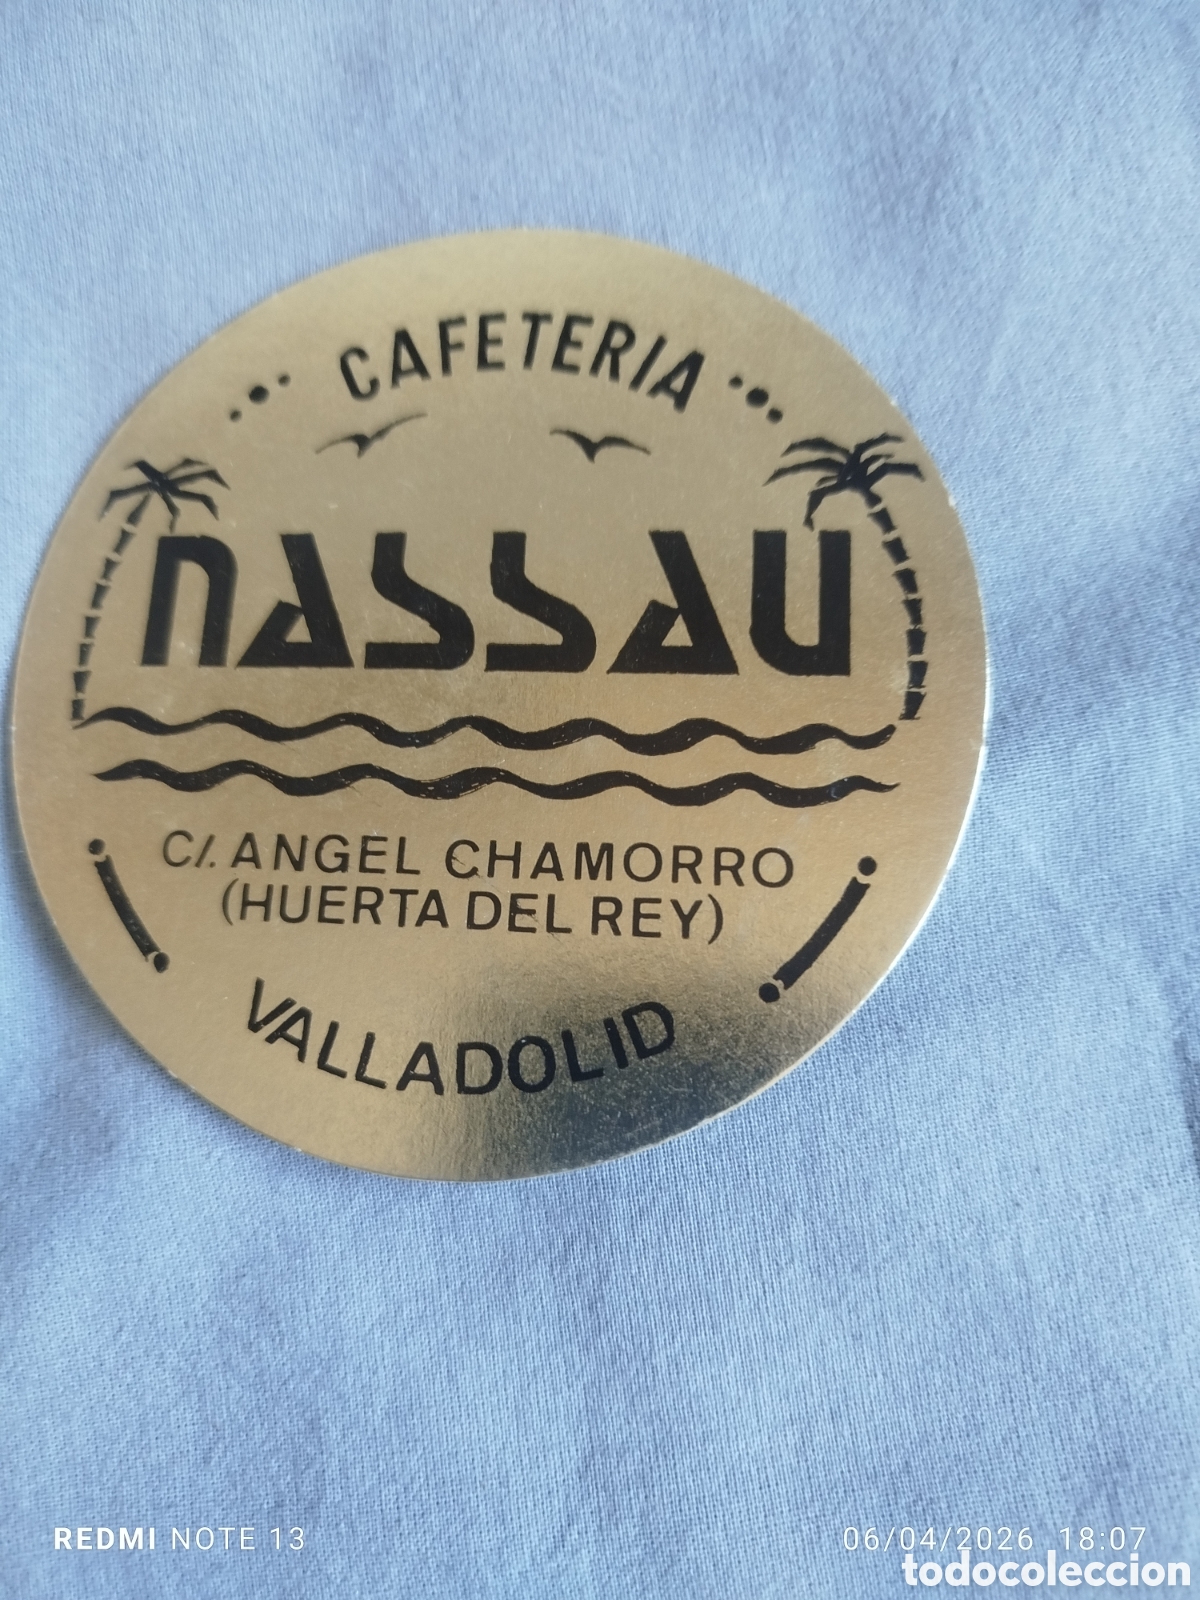 CAFETERIA
NASSAU
C/. ANGEL CHAMORRO
(HUERTA DEL REY)
VALLADOLID
REDMI NOTE 13
06/04/2026 18:07
todocoleccion